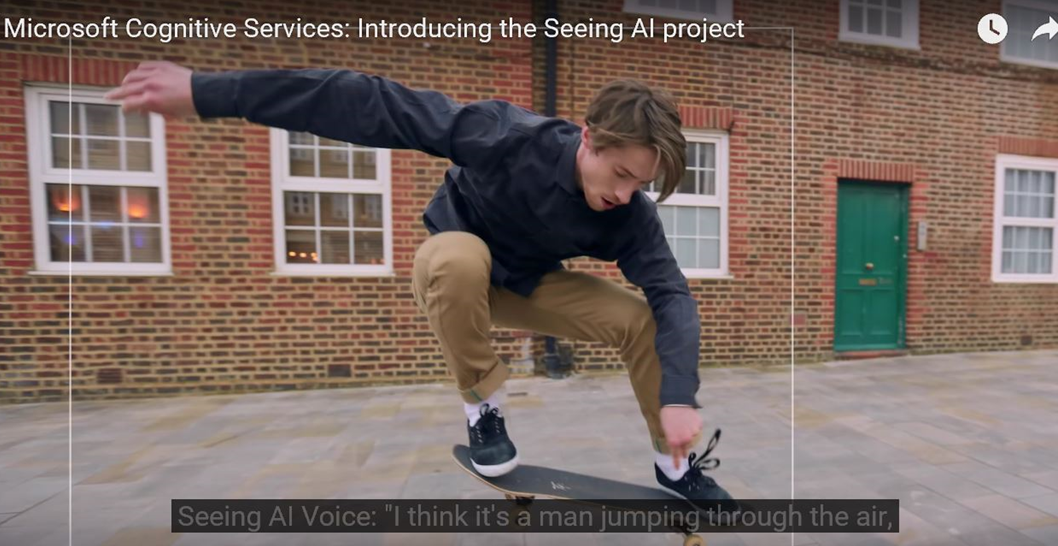 Microsoft Cognitive Services: Introducing the Seeing AI project
Seeing AI Voice: "I think it's a man jumping through the air,